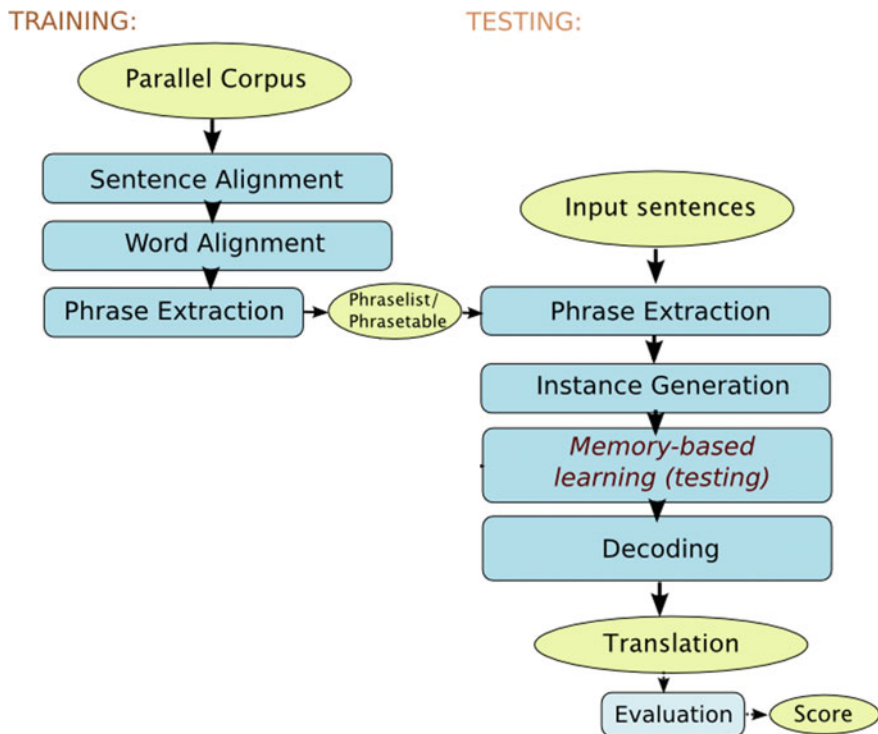 TRAINING:
Parallel Corpus
Sentence Alignment
Word Alignment
Phrase Extraction
Phraselist/
Phrasetable
TESTING:
Input sentences
Phrase Extraction
Instance Generation
Memory-based
learning (testing)
Decoding
Translation
Evaluation
Score